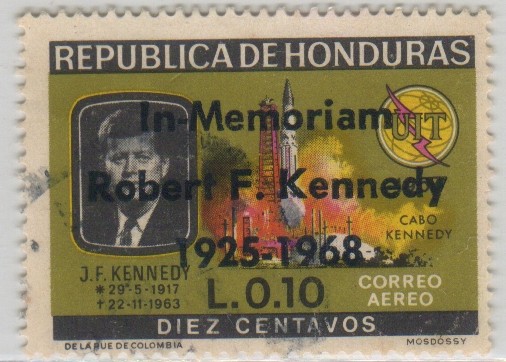 REPUBLICA DE HONDURAS
In-Memoriam
UIT
Robert F. Kennedy
CABO
KENNEDY
1925-1968
J.F. KENNEDY
* 29-5-1917
† 22-11-1963
L.0.10
CORREO
AEREO
DIEZ CENTAVOS
DE LA RUE DE COLOMBIA
MOSDÓSSY